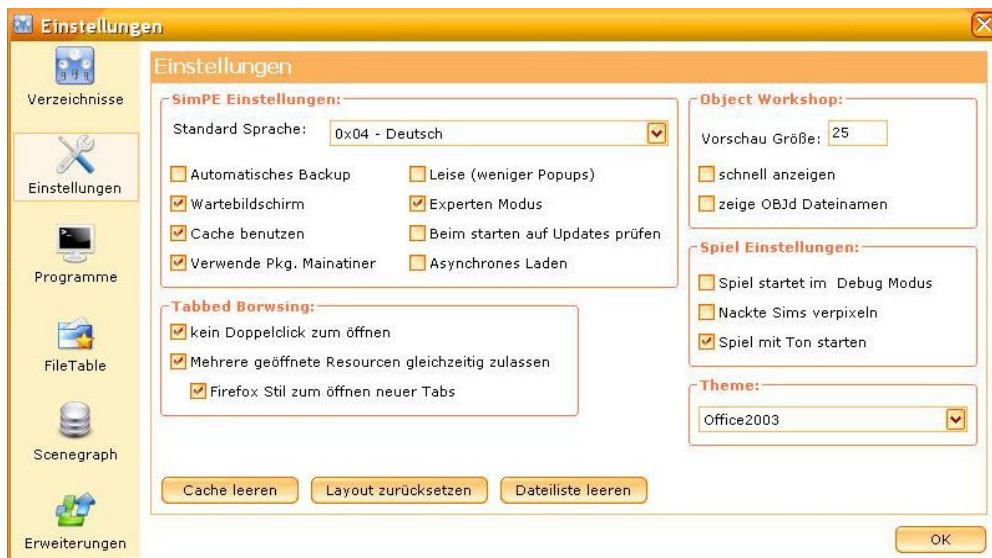 Einstellungen
Verzeichnisse
Einstellungen
Programme
FileTable
Scenegraph
Erweiterungen
Einstellungen
SimPE Einstellungen:
Standard Sprache: 0x04 - Deutsch
Automatisches Backup
Leise (weniger Popups)
Wartebildschirm
Experten Modus
Cache benutzen
Beim starten auf Updates prüfen
Verwende Pkg. Mainatiner
Asynchrones Laden
Tabbed Borwsing:
kein Doppelclick zum öffnen
Mehrere geöffnete Resourcen gleichzeitig zulassen
Firefox Stil zum öffnen neuer Tabs
Object Workshop:
Vorschau Größe: 25
schnell anzeigen
zeige OBJd Dateinamen
Spiel Einstellungen:
Spiel startet im Debug Modus
Nackte Sims verpixeln
Spiel mit Ton starten
Theme:
Office2003
Cache leeren
Layout zurücksetzen
Dateiliste leeren
OK